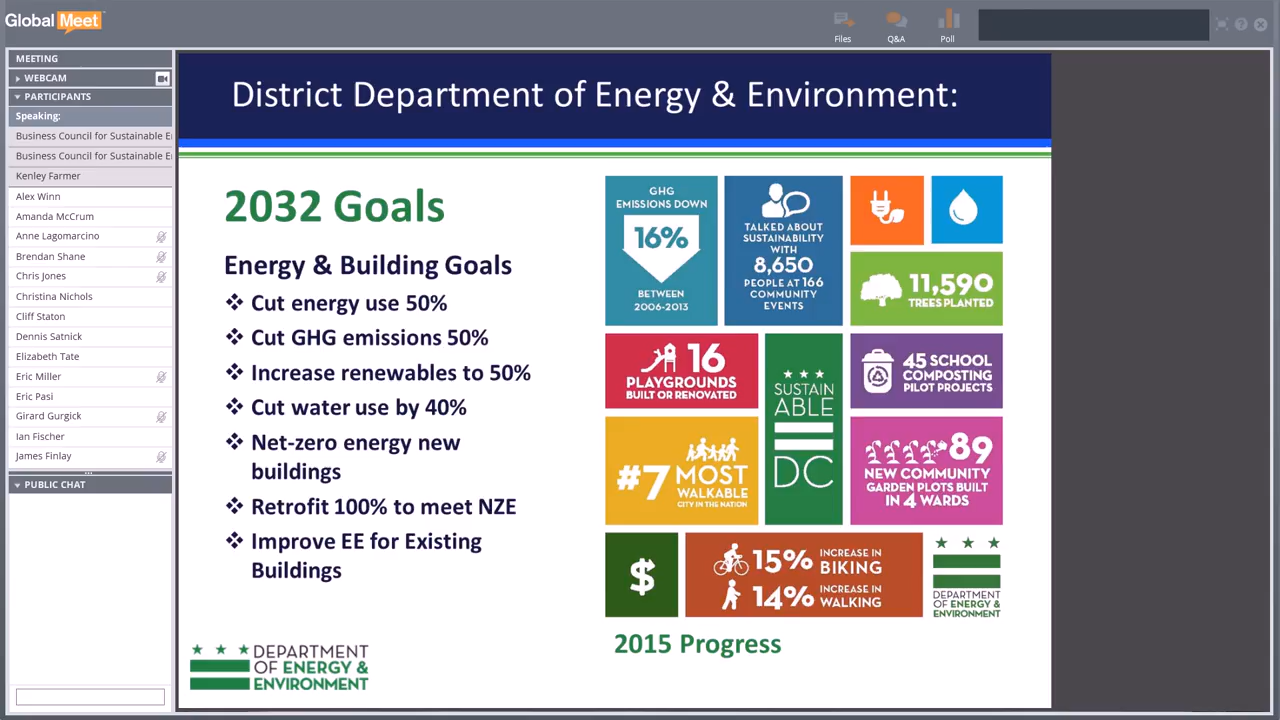 Global Meet
Files
Q&A
Poll
MEETING
WEBCAM
PARTICIPANTS
Speaking:
Business Council for Sustainable
Business Council for Sustainable
Kenley Farmer
Alex Winn
Amanda McCrum
Anne Lagomarcino
Brendan Shane
Chris Jones
Christina Nichols
Cliff Staton
Dennis Satnick
Elizabeth Tate
Eric Miller
Eric Pasi
Girard Gurgick
Ian Fischer
James Finlay
PUBLIC CHAT
District Department of Energy & Environment:
2032 Goals
Energy & Building Goals
Cut energy use 50%
Cut GHG emissions 50%
Increase renewables to 50%
Cut water use by 40%
Net-zero energy new
buildings
Retrofit 100% to meet NZE
Improve EE for Existing
Buildings
DEPARTMENT
OF ENERGY &
ENVIRONMENT
GHG
EMISSIONS DOWN
16%
BETWEEN
2006-2013
TALKED ABOUT
SUSTAINABILITY
WITH
8,650
PEOPLE AT 166
COMMUNITY
EVENTS
11,590
TREES PLANTED
16
PLAYGROUNDS
BUILT OR RENOVATED
SUSTAIN
ABLE
DC
45 SCHOOL
COMPOSTING
PILOT PROJECTS
#7 MOST
WALKABLE
CITY IN THE NATION
89
NEW COMMUNITY
GARDEN PLOTS BUILT
IN 4 WARDS
$
15% INCREASE IN
BIKING
14% INCREASE IN
WALKING
DEPARTMENT
OF ENERGY &
ENVIRONMENT
2015 Progress